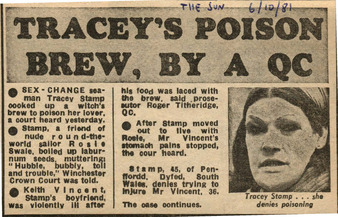 THE SUN 6/12/81
TRACEY'S POISON
BREW, BY A QC
● SEX-CHANGE sea-
man Tracey Stamp
cooked up a witch's
brew to poison her lover,
a court heard yesterday.
● Stamp, a friend of
nude round-the-
world sailor Rosie
Swale, boiled up labur-
num seeds, muttering:
"Hubble, bubbly, toil
and trouble," Winchester
Crown Court was told.
● Keith Vincent,
Stamp's boyfriend,
was violently ill after
his food was laced with
the brew, said prose-
cutor Roger Titheridge,
QC.
● After Stamp moved
out to live with
Rosie, Mr Vincent's
stomach pains stopped,
the cour heard.
Stamp, 45, of Pen-
ffordd, Dyfed, South
Wales, denies trying to
injure Mr Vincent, 36.
The case continues.
Tracey Stamp . . . she
denies poisoning